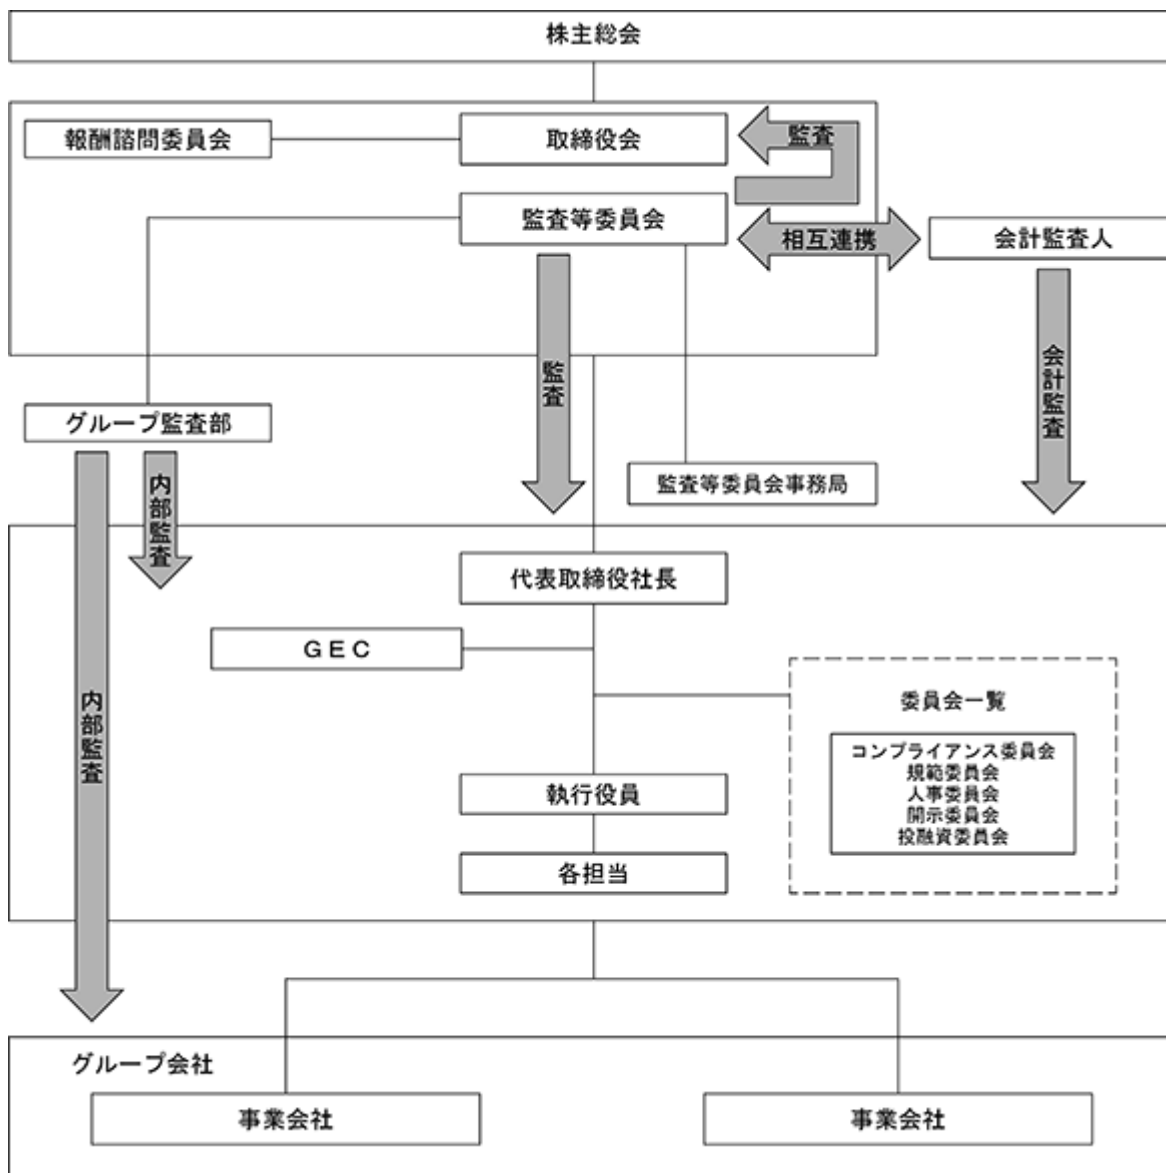 株主総会
報酬諮問委員会
取締役会
監査
監査等委員会
相互連携
会計監査人
監査
会計監査
グループ監査部
監査等委員会事務局
内部監査
内部監査
代表取締役社長
GEC
委員会一覧
コンプライアンス委員会
規範委員会
人事委員会
開示委員会
投融資委員会
執行役員
各担当
グループ会社
事業会社
事業会社